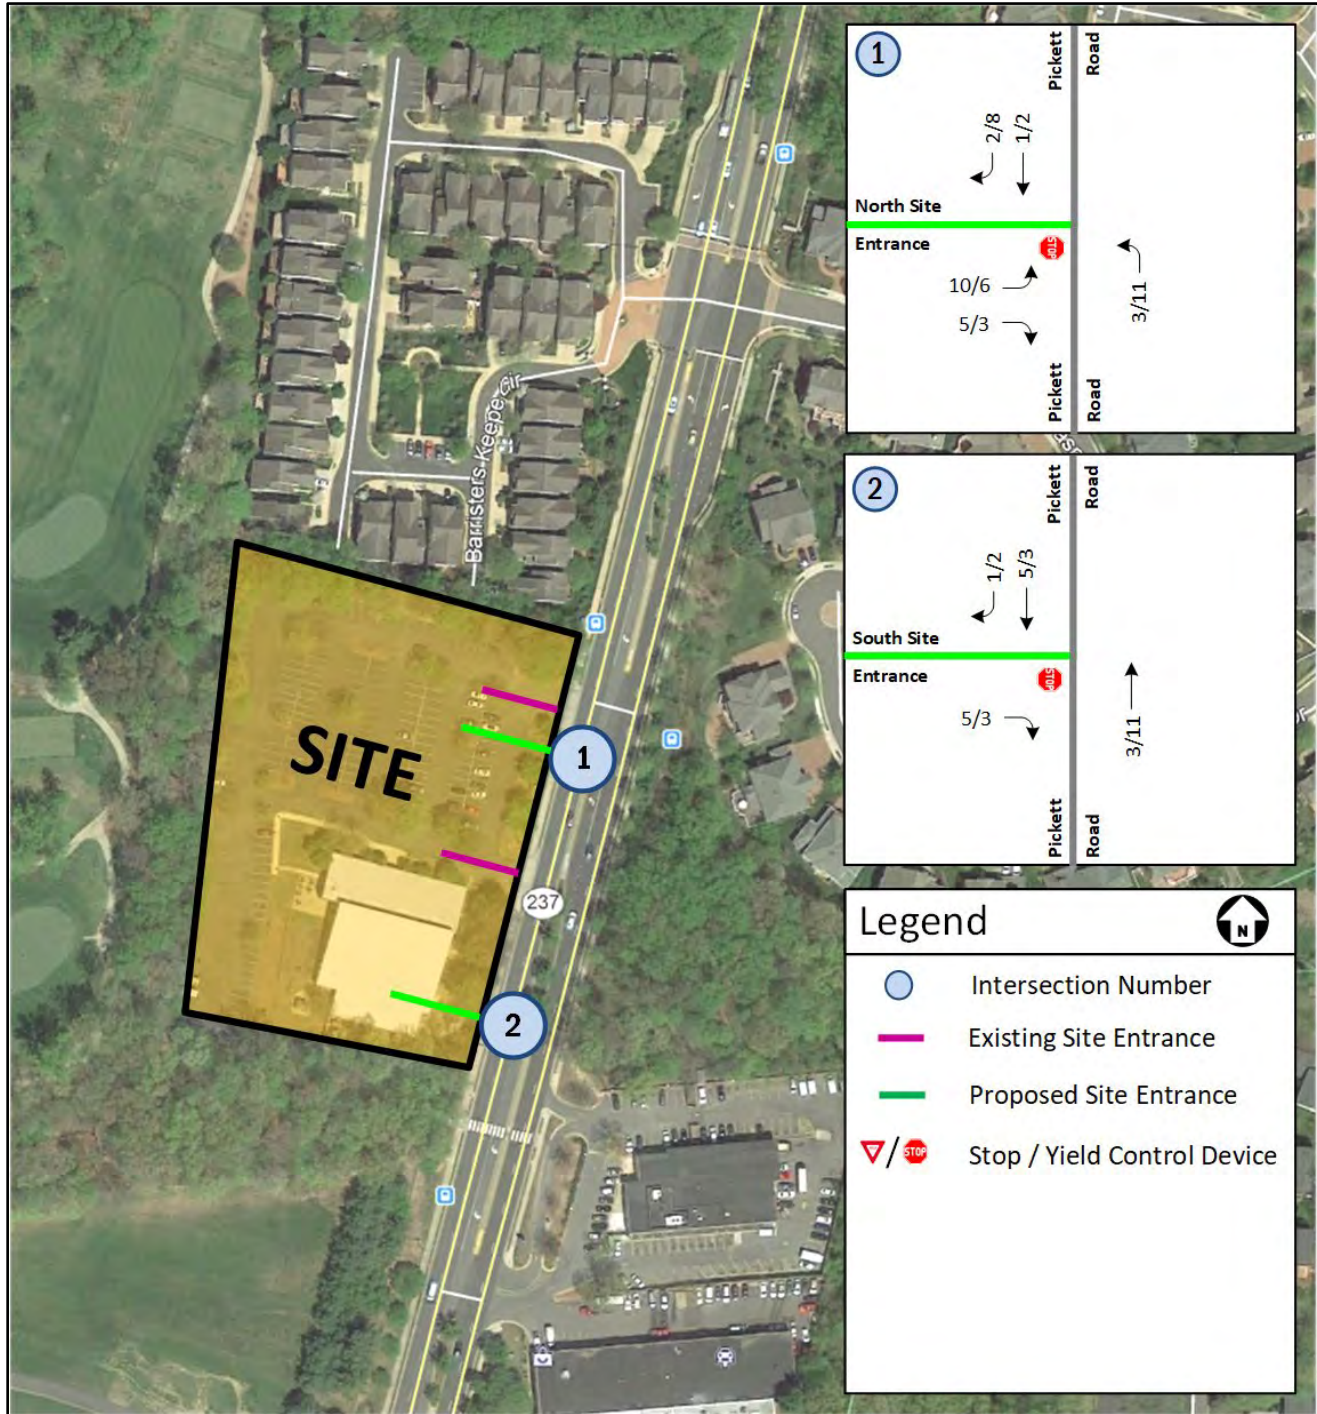 Barristers Keepe Cir
SITE
1
2
237
1
Pickett
Road
2/8
1/2
North Site
Entrance
STOP
10/6
5/3
3/11
Pickett
Road
2
Pickett
Road
1/2
5/3
South Site
Entrance
STOP
5/3
3/11
Pickett
Road
Legend
N
Intersection Number
Existing Site Entrance
Proposed Site Entrance
/ STOP Stop / Yield Control Device